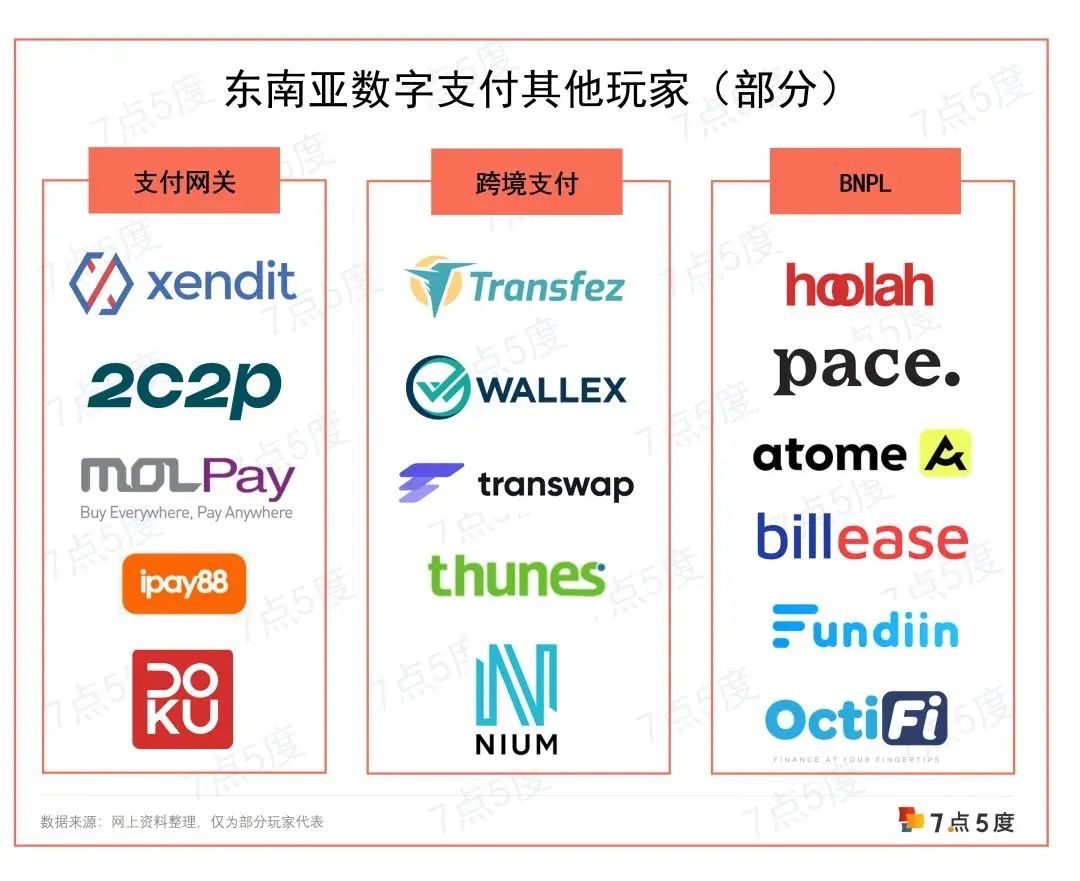 东南亚数字支付其他玩家（部分）
支付网关
xendit
2c2p
MOLPay
Buy Everywhere, Pay Anywhere
ipay88
DOKU
跨境支付
Transfez
WALLEX
transwap
thunes
NIUM
BNPL
hoolah
pace.
atome
billease
Fundiin
OctiFi
FINANCE AT YOUR FINGERTIPS
数据来源：网上资料整理，仅为部分玩家代表
7点5度